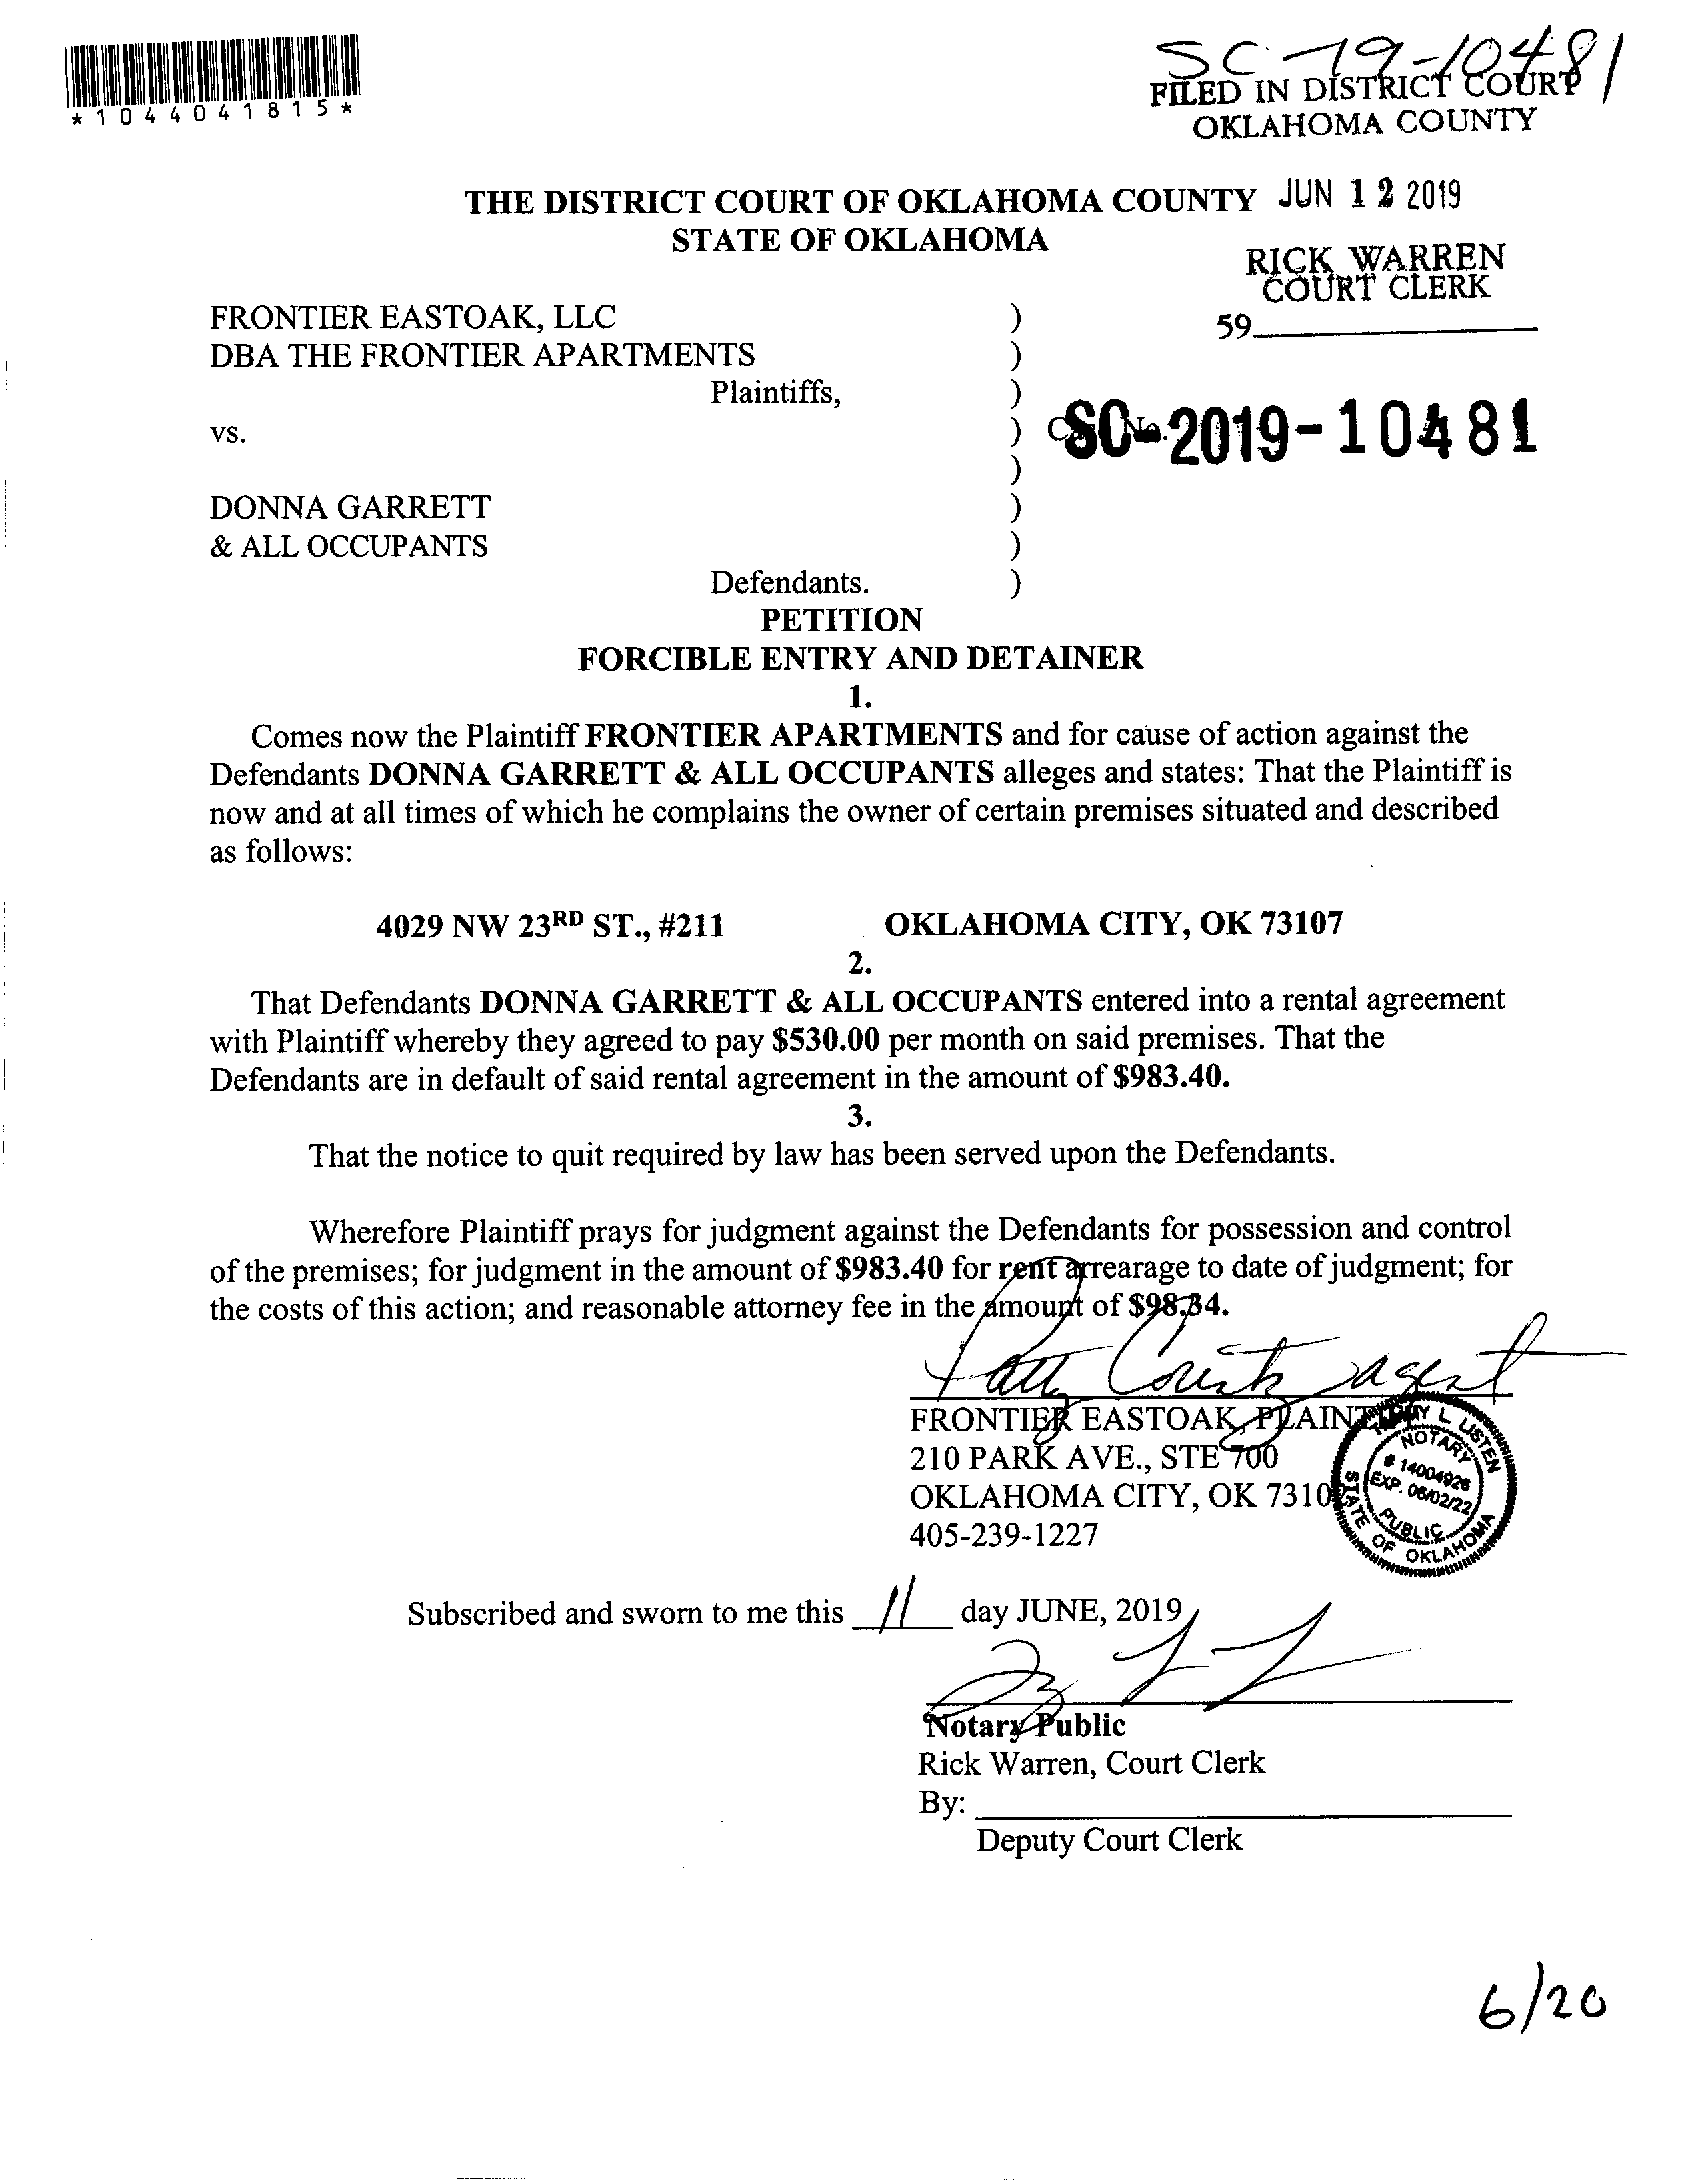 SC-19-10481
*1044041815*
FILED IN DISTRICT COURT
OKLAHOMA COUNTY
THE DISTRICT COURT OF OKLAHOMA COUNTY JUN 12 2019
STATE OF OKLAHOMA
RICK WARREN
COURT CLERK
59
FRONTIER EASTOAK, LLC )
DBA THE FRONTIER APARTMENTS )
Plaintiffs, )
vs. ) SC-2019-10481
)
DONNA GARRETT )
& ALL OCCUPANTS )
Defendants. )
PETITION
FORCIBLE ENTRY AND DETAINER
1.
Comes now the Plaintiff FRONTIER APARTMENTS and for cause of action against the
Defendants DONNA GARRETT & ALL OCCUPANTS alleges and states: That the Plaintiff is
now and at all times of which he complains the owner of certain premises situated and described
as follows:
4029 NW 23RD ST., #211 OKLAHOMA CITY, OK 73107
2.
That Defendants DONNA GARRETT & ALL OCCUPANTS entered into a rental agreement
with Plaintiff whereby they agreed to pay $530.00 per month on said premises. That the
Defendants are in default of said rental agreement in the amount of $983.40.
3.
That the notice to quit required by law has been served upon the Defendants.
Wherefore Plaintiff prays for judgment against the Defendants for possession and control
of the premises; for judgment in the amount of $983.40 for rent arrearage to date of judgment; for
the costs of this action; and reasonable attorney fee in the amount of $98.34.
agent
FRONTIER EASTOAK, PLAINTIFF
210 PARK AVE., STE 700
OKLAHOMA CITY, OK 7310
405-239-1227
L LISTEN
NOTARY
# 14004926
EXP. 06/02/22
PUBLIC
STATE OF OKLAHOMA
Subscribed and sworn to me this 11 day JUNE, 2019
Notary Public
Rick Warren, Court Clerk
By:
Deputy Court Clerk
6/20